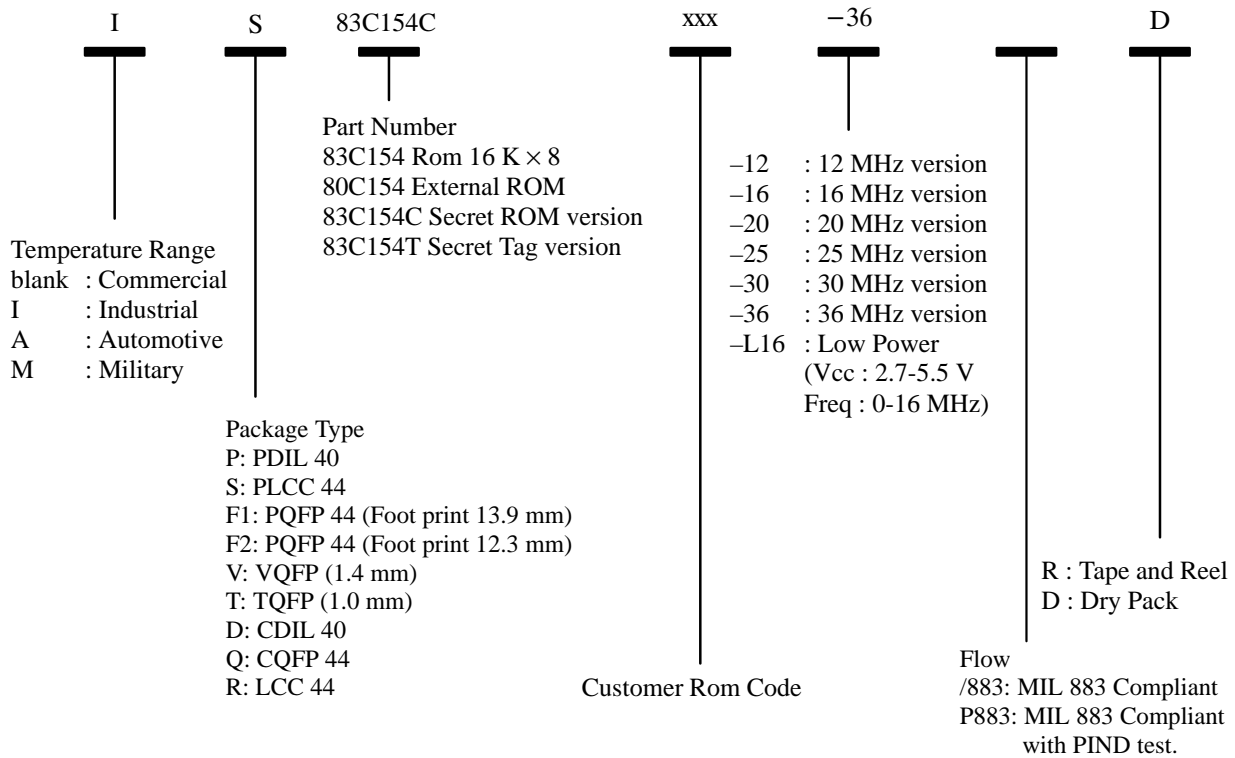 I S 83C154C xxx −36 D
Part Number
83C154 Rom 16 K × 8
80C154 External ROM
83C154C Secret ROM version
83C154T Secret Tag version
–12 : 12 MHz version
–16 : 16 MHz version
–20 : 20 MHz version
–25 : 25 MHz version
–30 : 30 MHz version
–36 : 36 MHz version
–L16 : Low Power
(Vcc : 2.7-5.5 V
Freq : 0-16 MHz)
Temperature Range
blank : Commercial
I : Industrial
A : Automotive
M : Military
Package Type
P: PDIL 40
S: PLCC 44
F1: PQFP 44 (Foot print 13.9 mm)
F2: PQFP 44 (Foot print 12.3 mm)
V: VQFP (1.4 mm)
T: TQFP (1.0 mm)
D: CDIL 40
Q: CQFP 44
R: LCC 44
Customer Rom Code
R : Tape and Reel
D : Dry Pack
Flow
/883: MIL 883 Compliant
P883: MIL 883 Compliant
with PIND test.